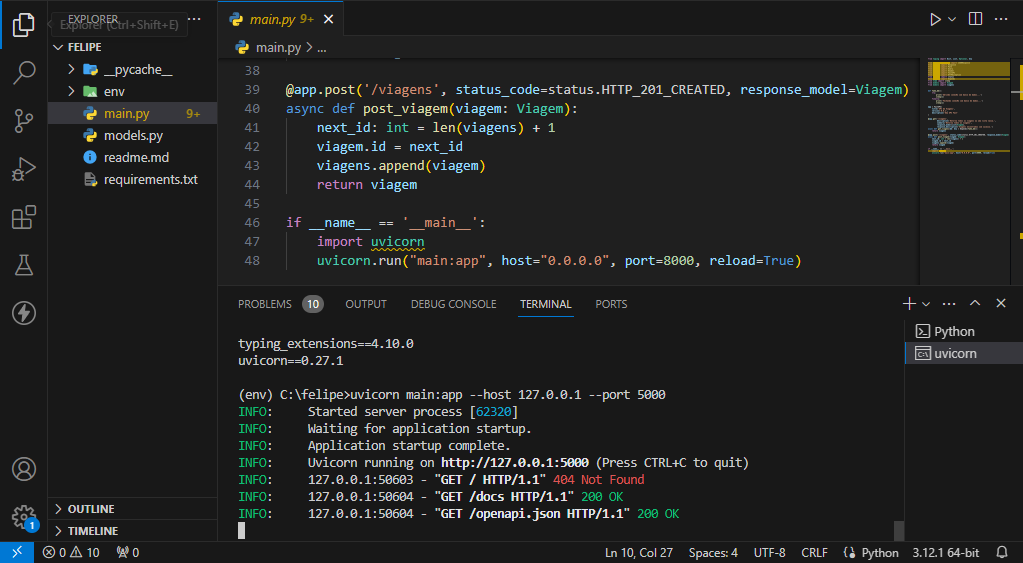 EXPLORER
Explorer (Ctrl+Shift+E)
FELIPE
__pycache__
env
main.py 9+
models.py
readme.md
requirements.txt
OUTLINE
TIMELINE
main.py 9+
main.py > ...
38
39 @app.post('/viagens', status_code=status.HTTP_201_CREATED, response_model=Viagem)
40 async def post_viagem(viagem: Viagem):
41 next_id: int = len(viagens) + 1
42 viagem.id = next_id
43 viagens.append(viagem)
44 return viagem
45
46 if __name__ == '__main__':
47 import uvicorn
48 uvicorn.run("main:app", host="0.0.0.0", port=8000, reload=True)
PROBLEMS 10 OUTPUT DEBUG CONSOLE TERMINAL PORTS
typing_extensions==4.10.0
uvicorn==0.27.1
(env) C:\felipe>uvicorn main:app --host 127.0.0.1 --port 5000
INFO: Started server process [62320]
INFO: Waiting for application startup.
INFO: Application startup complete.
INFO: Uvicorn running on http://127.0.0.1:5000 (Press CTRL+C to quit)
INFO: 127.0.0.1:50603 - "GET / HTTP/1.1" 404 Not Found
INFO: 127.0.0.1:50604 - "GET /docs HTTP/1.1" 200 OK
INFO: 127.0.0.1:50604 - "GET /openapi.json HTTP/1.1" 200 OK
Python
uvicorn
1
0 10 0 Ln 10, Col 27 Spaces: 4 UTF-8 CRLF Python 3.12.1 64-bit